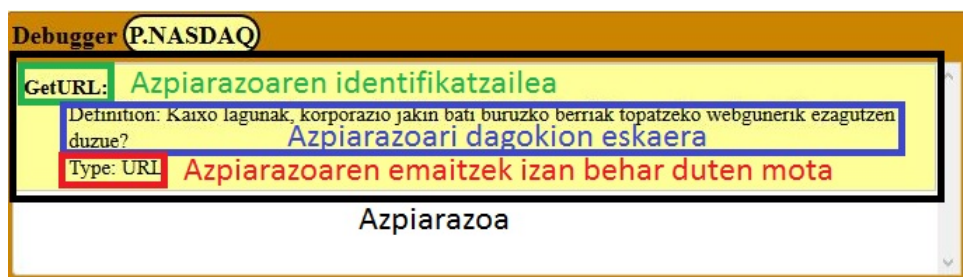 Debugger P.NASDAQ
GetURL: Azpiarazoaren identifikatzailea
Definition: Kaixo lagunak, korporazio jakin bati buruzko berriak topatzeko webgunerik ezagutzen
duzue? Azpiarazoari dagokion eskaera
Type: URL Azpiarazoaren emaitzek izan behar duten mota
Azpiarazoa